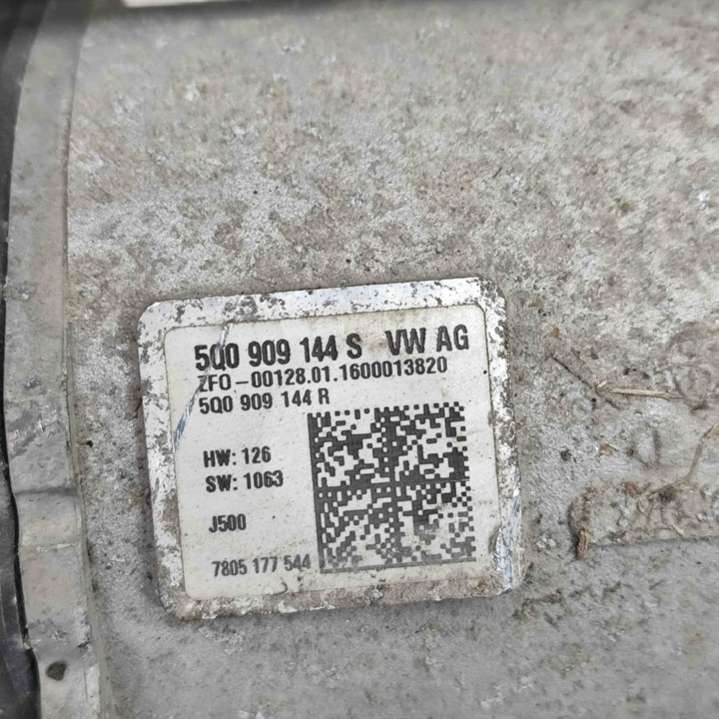 5Q0 909 144 S VW AG
ZFO-00128.01.1600013820
5Q0 909 144 R
HW: 126
SW: 1063
J500
7805 177 544